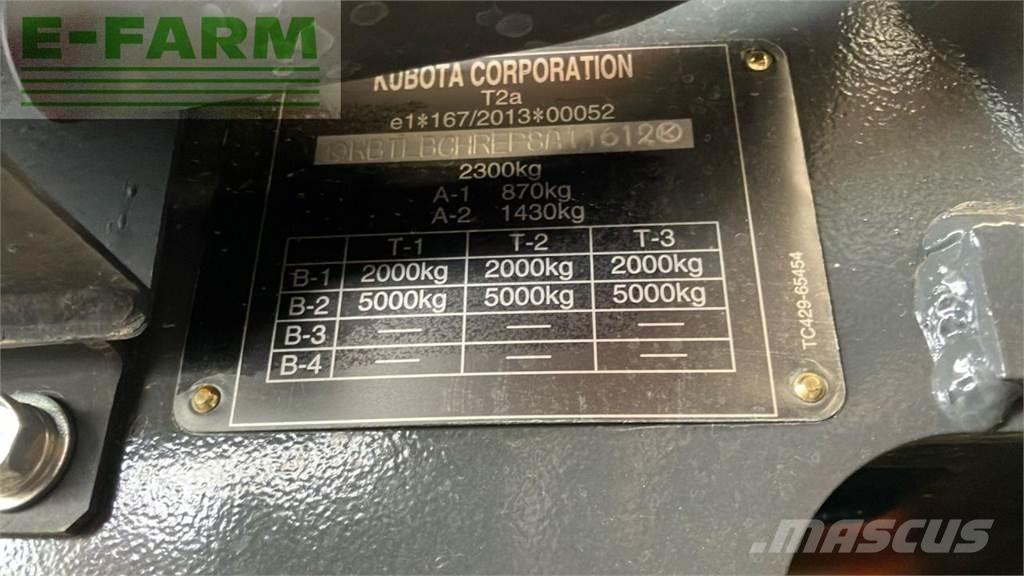 E-FARM
KUBOTA CORPORATION
T2a
e1*167/2013*00052
2300kg
A-1 870kg
A-2 1430kg
T-1 T-2 T-3
B-1 2000kg 2000kg 2000kg
B-2 5000kg 5000kg 5000kg
B-3 — — —
B-4 — — —
TC429-65454
MASCUS